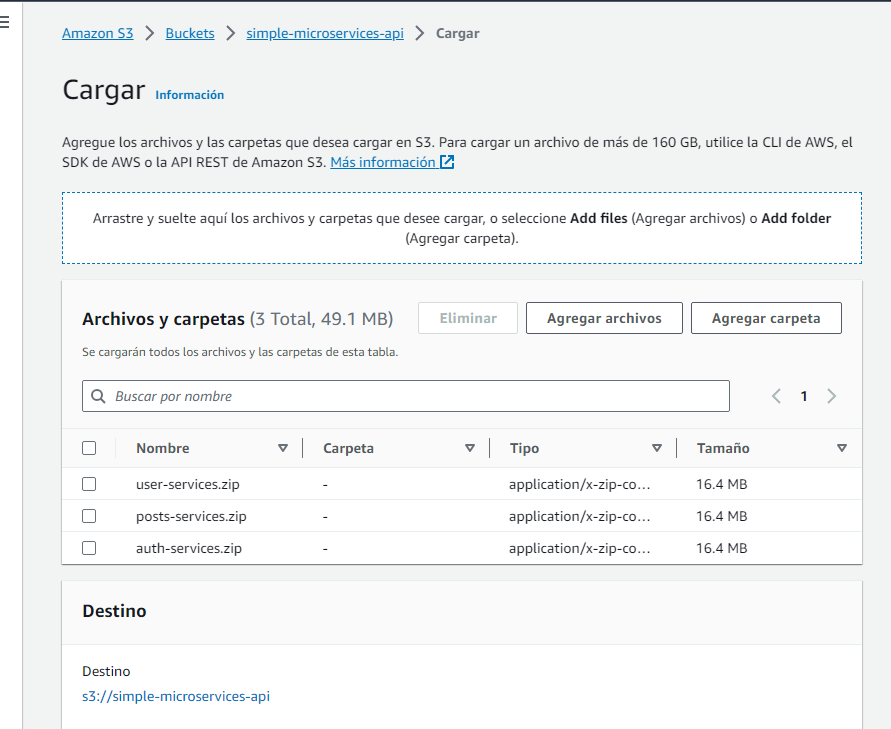 Amazon S3 > Buckets > simple-microservices-api > Cargar
Cargar Información
Agregue los archivos y las carpetas que desea cargar en S3. Para cargar un archivo de más de 160 GB, utilice la CLI de AWS, el
SDK de AWS o la API REST de Amazon S3. Más información
Arrastre y suelte aquí los archivos y carpetas que desee cargar, o seleccione Add files (Agregar archivos) o Add folder
(Agregar carpeta).
Archivos y carpetas (3 Total, 49.1 MB) Eliminar Agregar archivos Agregar carpeta
Se cargarán todos los archivos y las carpetas de esta tabla.
Buscar por nombre 1
Nombre Carpeta Tipo Tamaño
user-services.zip - application/x-zip-co... 16.4 MB
posts-services.zip - application/x-zip-co... 16.4 MB
auth-services.zip - application/x-zip-co... 16.4 MB
Destino
Destino
s3://simple-microservices-api